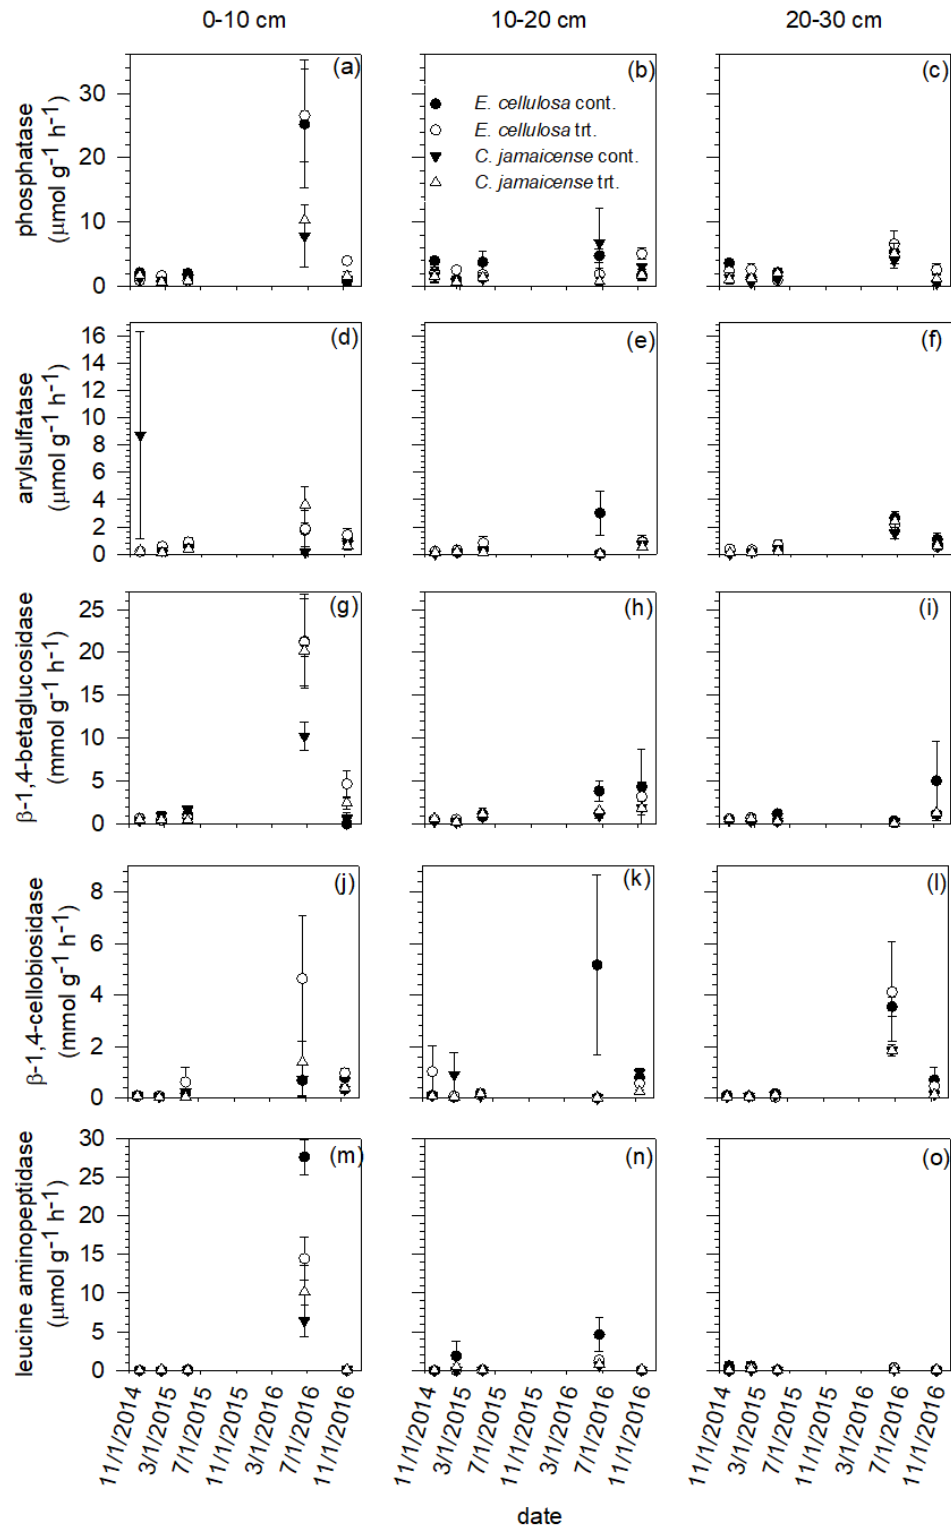 0-10 cm 10-20 cm 20-30 cm
(a) (b) (c)
phosphatase
(μmol g⁻¹ h⁻¹)
30
20
10
0
E. cellulosa cont.
E. cellulosa trt.
C. jamaicense cont.
C. jamaicense trt.
(d) (e) (f)
arylsulfatase
(μmol g⁻¹ h⁻¹)
16
14
12
10
8
6
4
2
0
(g) (h) (i)
β-1,4-betaglucosidase
(mmol g⁻¹ h⁻¹)
25
20
15
10
5
0
(j) (k) (l)
β-1,4-cellobiosidase
(mmol g⁻¹ h⁻¹)
8
6
4
2
0
(m) (n) (o)
leucine aminopeptidase
(μmol g⁻¹ h⁻¹)
30
25
20
15
10
5
0
11/1/2014 3/1/2015 7/1/2015 11/1/2015 3/1/2016 7/1/2016 11/1/2016
11/1/2014 3/1/2015 7/1/2015 11/1/2015 3/1/2016 7/1/2016 11/1/2016
11/1/2014 3/1/2015 7/1/2015 11/1/2015 3/1/2016 7/1/2016 11/1/2016
date